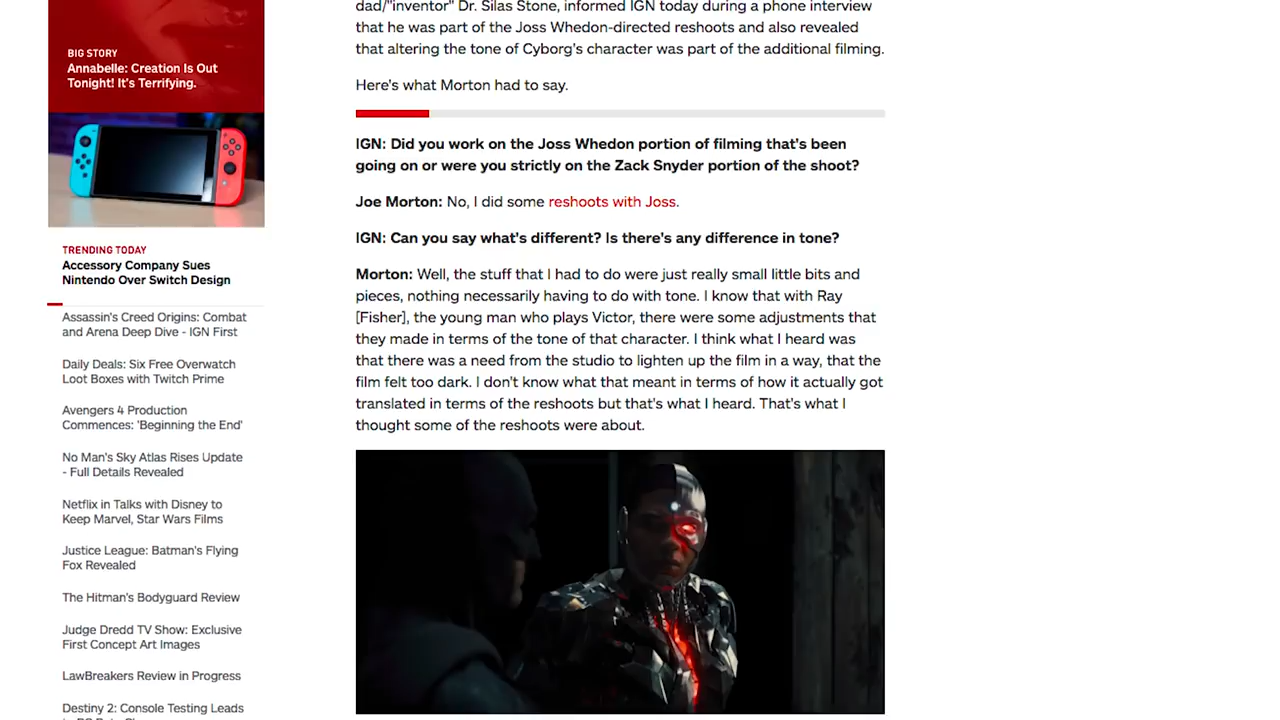 BIG STORY
Annabelle: Creation Is Out
Tonight! It's Terrifying.
TRENDING TODAY
Accessory Company Sues
Nintendo Over Switch Design
Assassin's Creed Origins: Combat
and Arena Deep Dive - IGN First
Daily Deals: Six Free Overwatch
Loot Boxes with Twitch Prime
Avengers 4 Production
Commences: 'Beginning the End'
No Man's Sky Atlas Rises Update
- Full Details Revealed
Netflix in Talks with Disney to
Keep Marvel, Star Wars Films
Justice League: Batman's Flying
Fox Revealed
The Hitman's Bodyguard Review
Judge Dredd TV Show: Exclusive
First Concept Art Images
LawBreakers Review in Progress
Destiny 2: Console Testing Leads
dad/"inventor" Dr. Silas Stone, informed IGN today during a phone interview
that he was part of the Joss Whedon-directed reshoots and also revealed
that altering the tone of Cyborg's character was part of the additional filming.
Here's what Morton had to say.
IGN: Did you work on the Joss Whedon portion of filming that's been
going on or were you strictly on the Zack Snyder portion of the shoot?
Joe Morton: No, I did some reshoots with Joss.
IGN: Can you say what's different? Is there's any difference in tone?
Morton: Well, the stuff that I had to do were just really small little bits and
pieces, nothing necessarily having to do with tone. I know that with Ray
[Fisher], the young man who plays Victor, there were some adjustments that
they made in terms of the tone of that character. I think what I heard was
that there was a need from the studio to lighten up the film in a way, that the
film felt too dark. I don't know what that meant in terms of how it actually got
translated in terms of the reshoots but that's what I heard. That's what I
thought some of the reshoots were about.